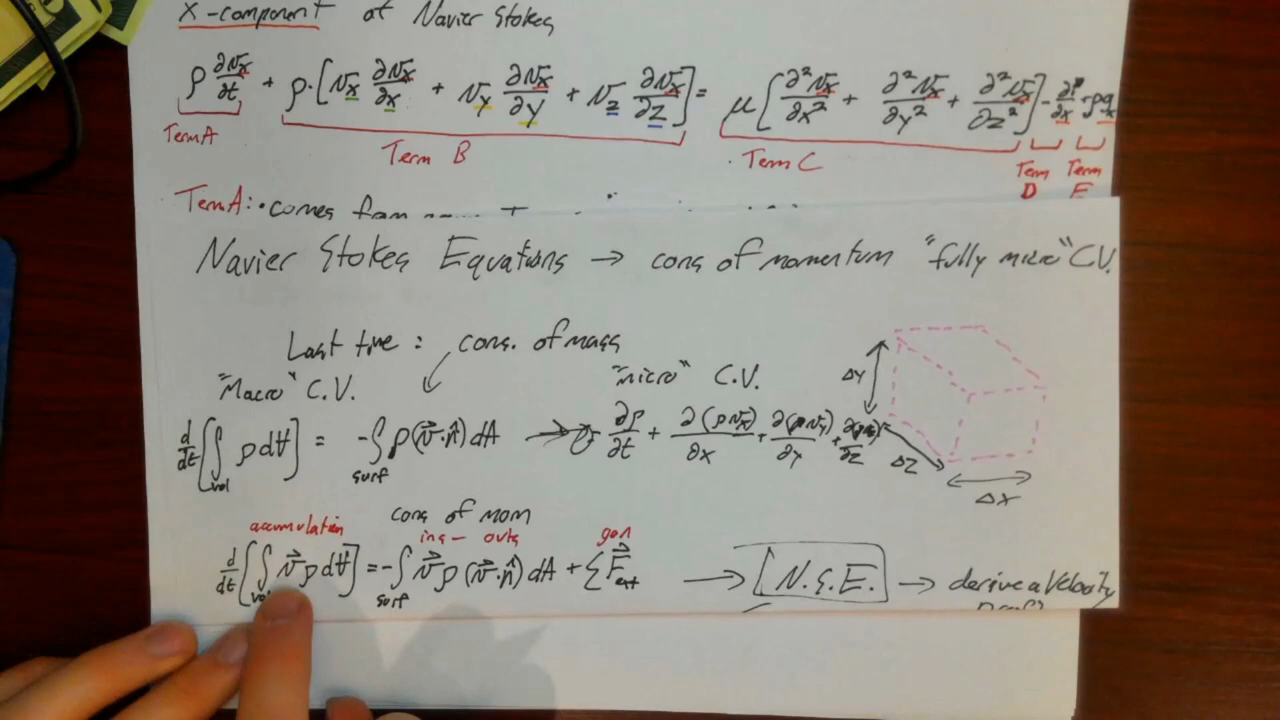 X-component of Navier Stokes
ρ ∂Vx/∂t + ρ·[Vx ∂Vx/∂x + Vy ∂Vx/∂y + Vz ∂Vx/∂z] = μ[∂²Vx/∂x² + ∂²Vx/∂y² + ∂²Vx/∂z²] - ∂P/∂x + ρgx
Term A Term B Term C Term D Term E
Term A: • comes from
Navier Stokes Equations → cons of momentum "fully micro" C.V.
Last time : cons. of mass
"Macro" C.V. "micro" C.V. ΔY
d/dt[∫vol ρ dV] = -∫surf ρ(v⃗·n̂) dA → 0 = ∂ρ/∂t + ∂(ρVx)/∂x + ∂(ρVy)/∂y + ∂(ρVz)/∂z ΔZ
ΔX
cons of mom
accumulation ins - outs gen
d/dt[∫vol v⃗ρ dV] = -∫surf v⃗ρ(v⃗·n̂) dA + ΣF⃗ext → [N.S.E.] → derive a velocity